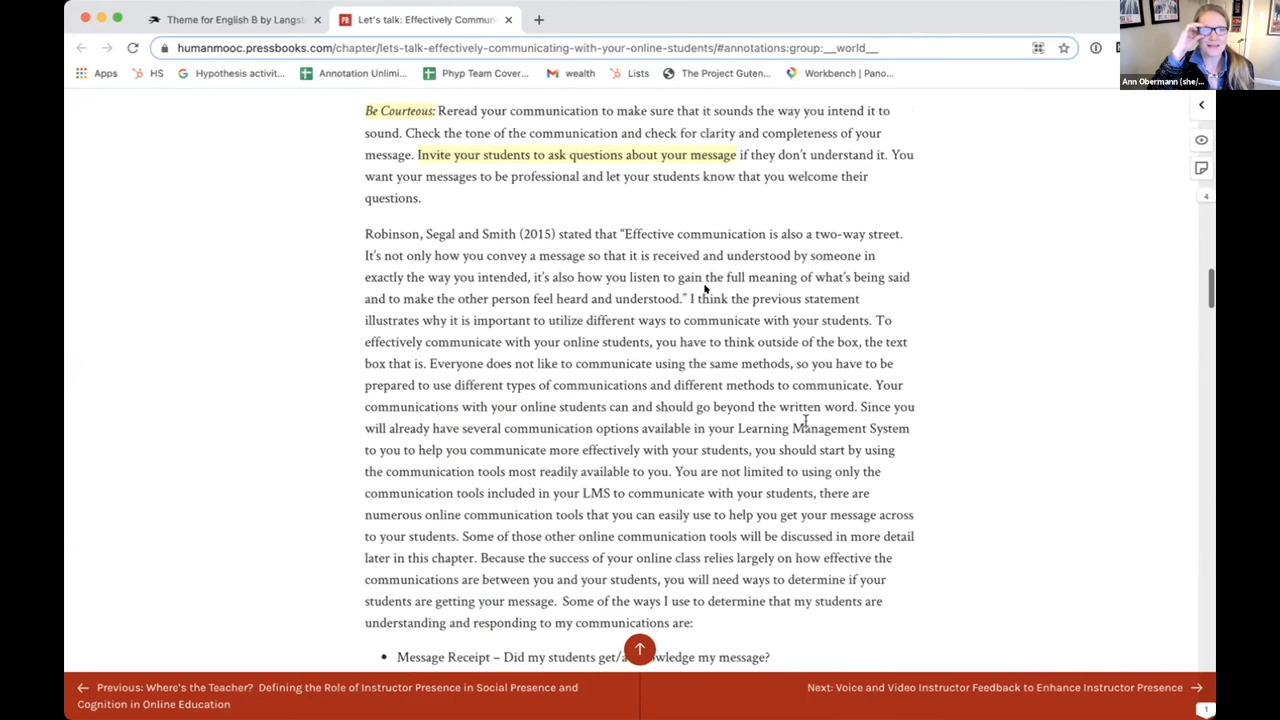 Theme for English B by Langst
Let's talk: Effectively Commun
humanmooc.pressbooks.com/chapter/lets-talk-effectively-communicating-with-your-online-students/#annotations:group:__world__
Apps HS Hypothesis activit... Annotation Unlimi... Phyp Team Cover... wealth Lists The Project Guten... Workbench | Pano...
Ann Obermann (she/...
Be Courteous: Reread your communication to make sure that it sounds the way you intend it to
sound. Check the tone of the communication and check for clarity and completeness of your
message. Invite your students to ask questions about your message if they don't understand it. You
want your messages to be professional and let your students know that you welcome their
questions.
4
Robinson, Segal and Smith (2015) stated that "Effective communication is also a two-way street.
It's not only how you convey a message so that it is received and understood by someone in
exactly the way you intended, it's also how you listen to gain the full meaning of what's being said
and to make the other person feel heard and understood." I think the previous statement
illustrates why it is important to utilize different ways to communicate with your students. To
effectively communicate with your online students, you have to think outside of the box, the text
box that is. Everyone does not like to communicate using the same methods, so you have to be
prepared to use different types of communications and different methods to communicate. Your
communications with your online students can and should go beyond the written word. Since you
will already have several communication options available in your Learning Management System
to you to help you communicate more effectively with your students, you should start by using
the communication tools most readily available to you. You are not limited to using only the
communication tools included in your LMS to communicate with your students, there are
numerous online communication tools that you can easily use to help you get your message across
to your students. Some of those other online communication tools will be discussed in more detail
later in this chapter. Because the success of your online class relies largely on how effective the
communications are between you and your students, you will need ways to determine if your
students are getting your message. Some of the ways I use to determine that my students are
understanding and responding to my communications are:
• Message Receipt – Did my students get/a wledge my message?
← Previous: Where's the Teacher? Defining the Role of Instructor Presence in Social Presence and
Cognition in Online Education
Next: Voice and Video Instructor Feedback to Enhance Instructor Presence →
1